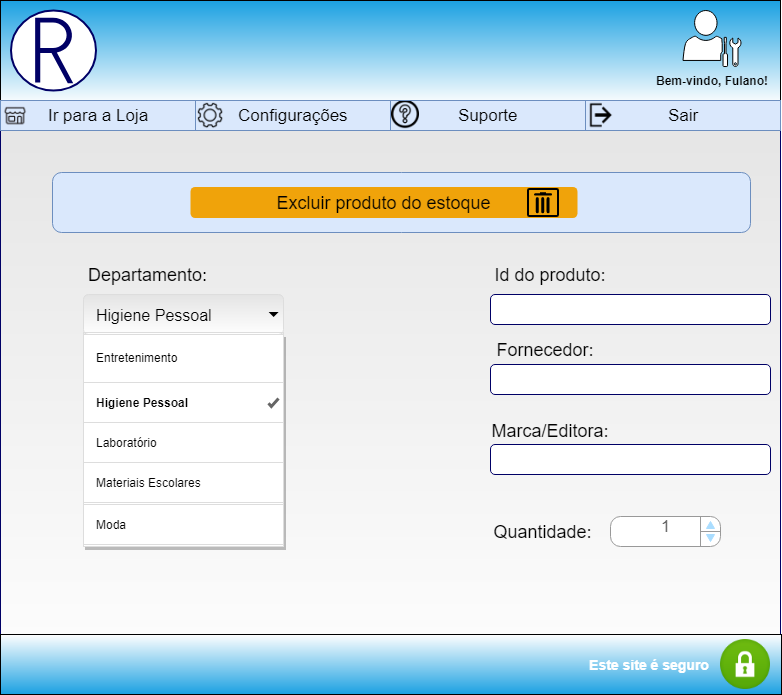 R
Bem-vindo, Fulano!
Ir para a Loja
Configurações
Suporte
Sair
Excluir produto do estoque
Departamento:
Higiene Pessoal
Entretenimento
Higiene Pessoal
Laboratório
Materiais Escolares
Moda
Id do produto:
Fornecedor:
Marca/Editora:
Quantidade:
1
Este site é seguro